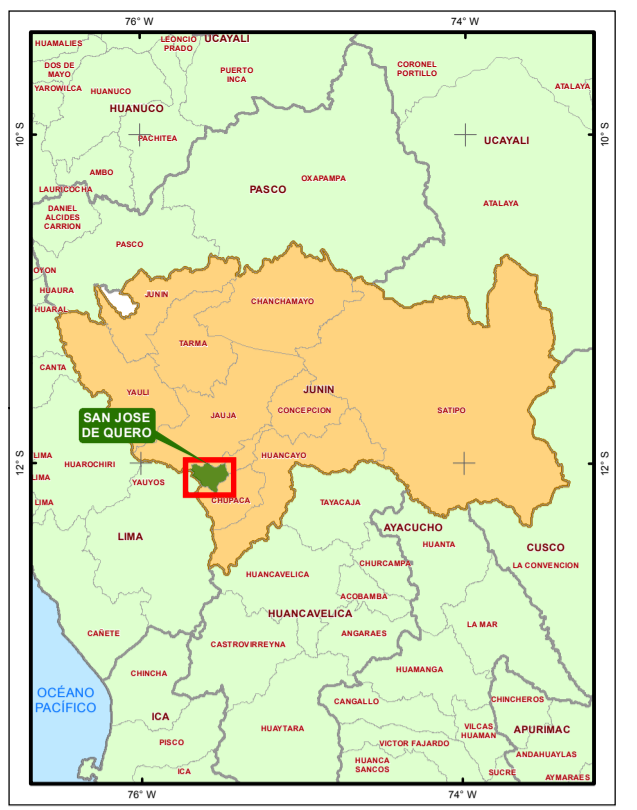 76° W
74° W
HUAMALIES
LEONCIO
PRADO
UCAYALI
DOS DE
MAYO
PUERTO
INCA
CORONEL
PORTILLO
YAROWILCA
HUANUCO
ATALAYA
HUANUCO
10° S
PACHITEA
UCAYALI
10° S
AMBO
LAURICOCHA
PASCO
OXAPAMPA
DANIEL
ALCIDES
CARRION
ATALAYA
PASCO
OYON
HUAURA
JUNIN
CHANCHAMAYO
HUARAL
TARMA
CANTA
YAULI
JUNIN
SAN JOSE
DE QUERO
JAUJA
CONCEPCION
SATIPO
LIMA
HUAROCHIRI
HUANCAYO
12° S
12° S
LIMA
YAUYOS
LIMA
CHUPACA
TAYACAJA
LIMA
AYACUCHO
HUANTA
CUSCO
LA CONVENCION
CHURCAMPA
HUANCAVELICA
ACOBAMBA
HUANCAVELICA
LA MAR
CAÑETE
ANGARAES
CASTROVIRREYNA
CHINCHA
HUAMANGA
OCÉANO
PACÍFICO
CANGALLO
CHINCHEROS
ICA
HUAYTARA
VILCAS
HUAMAN
APURIMAC
PISCO
VICTOR FAJARDO
ANDAHUAYLAS
HUANCA
SANCOS
ICA
SUCRE
AYMARAES
76° W
74° W